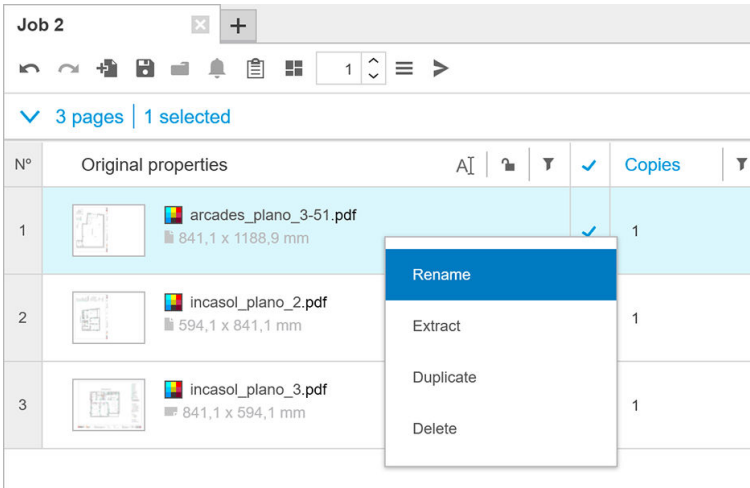 Job 2
1
3 pages 1 selected
Nº Original properties Copies
1 arcades_plano_3-51.pdf 1
841,1 x 1188,9 mm
Rename
2 incasol_plano_2.pdf 1
594,1 x 841,1 mm
Extract
Duplicate
3 incasol_plano_3.pdf 1
841,1 x 594,1 mm
Delete